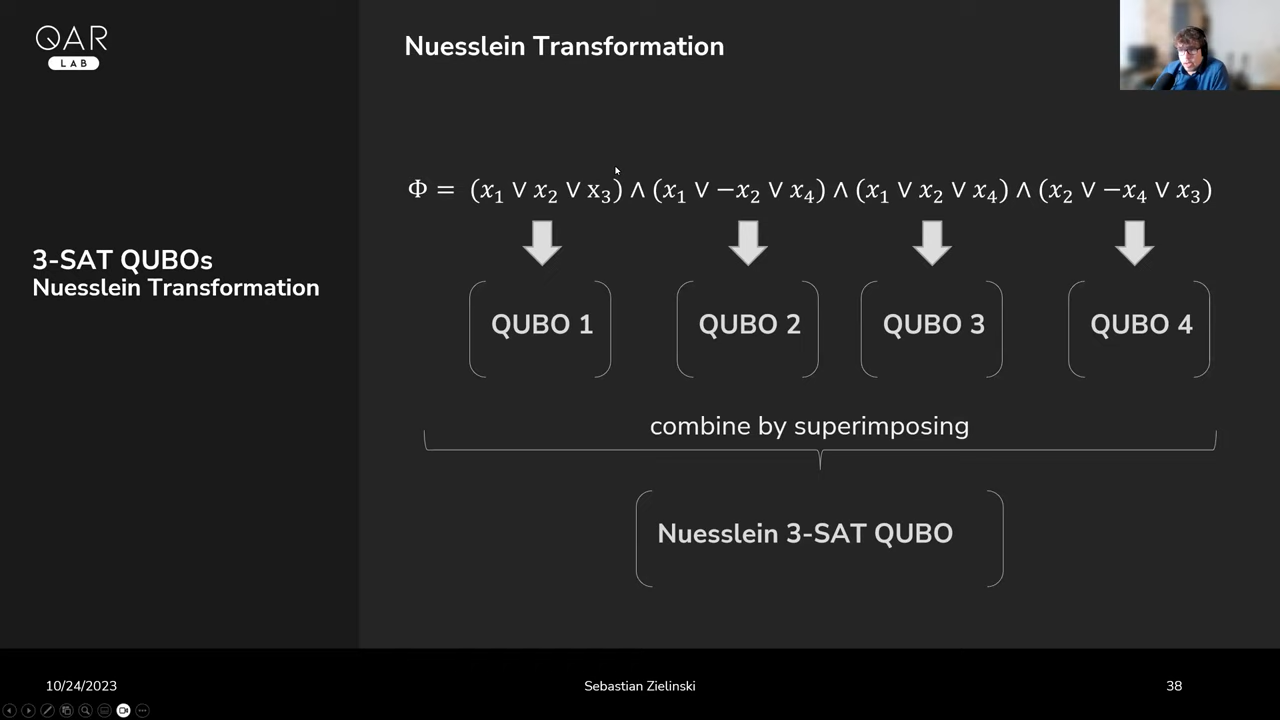 QAR
LAB
Nuesslein Transformation
Φ = (x₁ ∨ x₂ ∨ x₃) ∧ (x₁ ∨ −x₂ ∨ x₄) ∧ (x₁ ∨ x₂ ∨ x₄) ∧ (x₂ ∨ −x₄ ∨ x₃)
3-SAT QUBOs
Nuesslein Transformation
QUBO 1 QUBO 2 QUBO 3 QUBO 4
combine by superimposing
Nuesslein 3-SAT QUBO
10/24/2023 Sebastian Zielinski 38